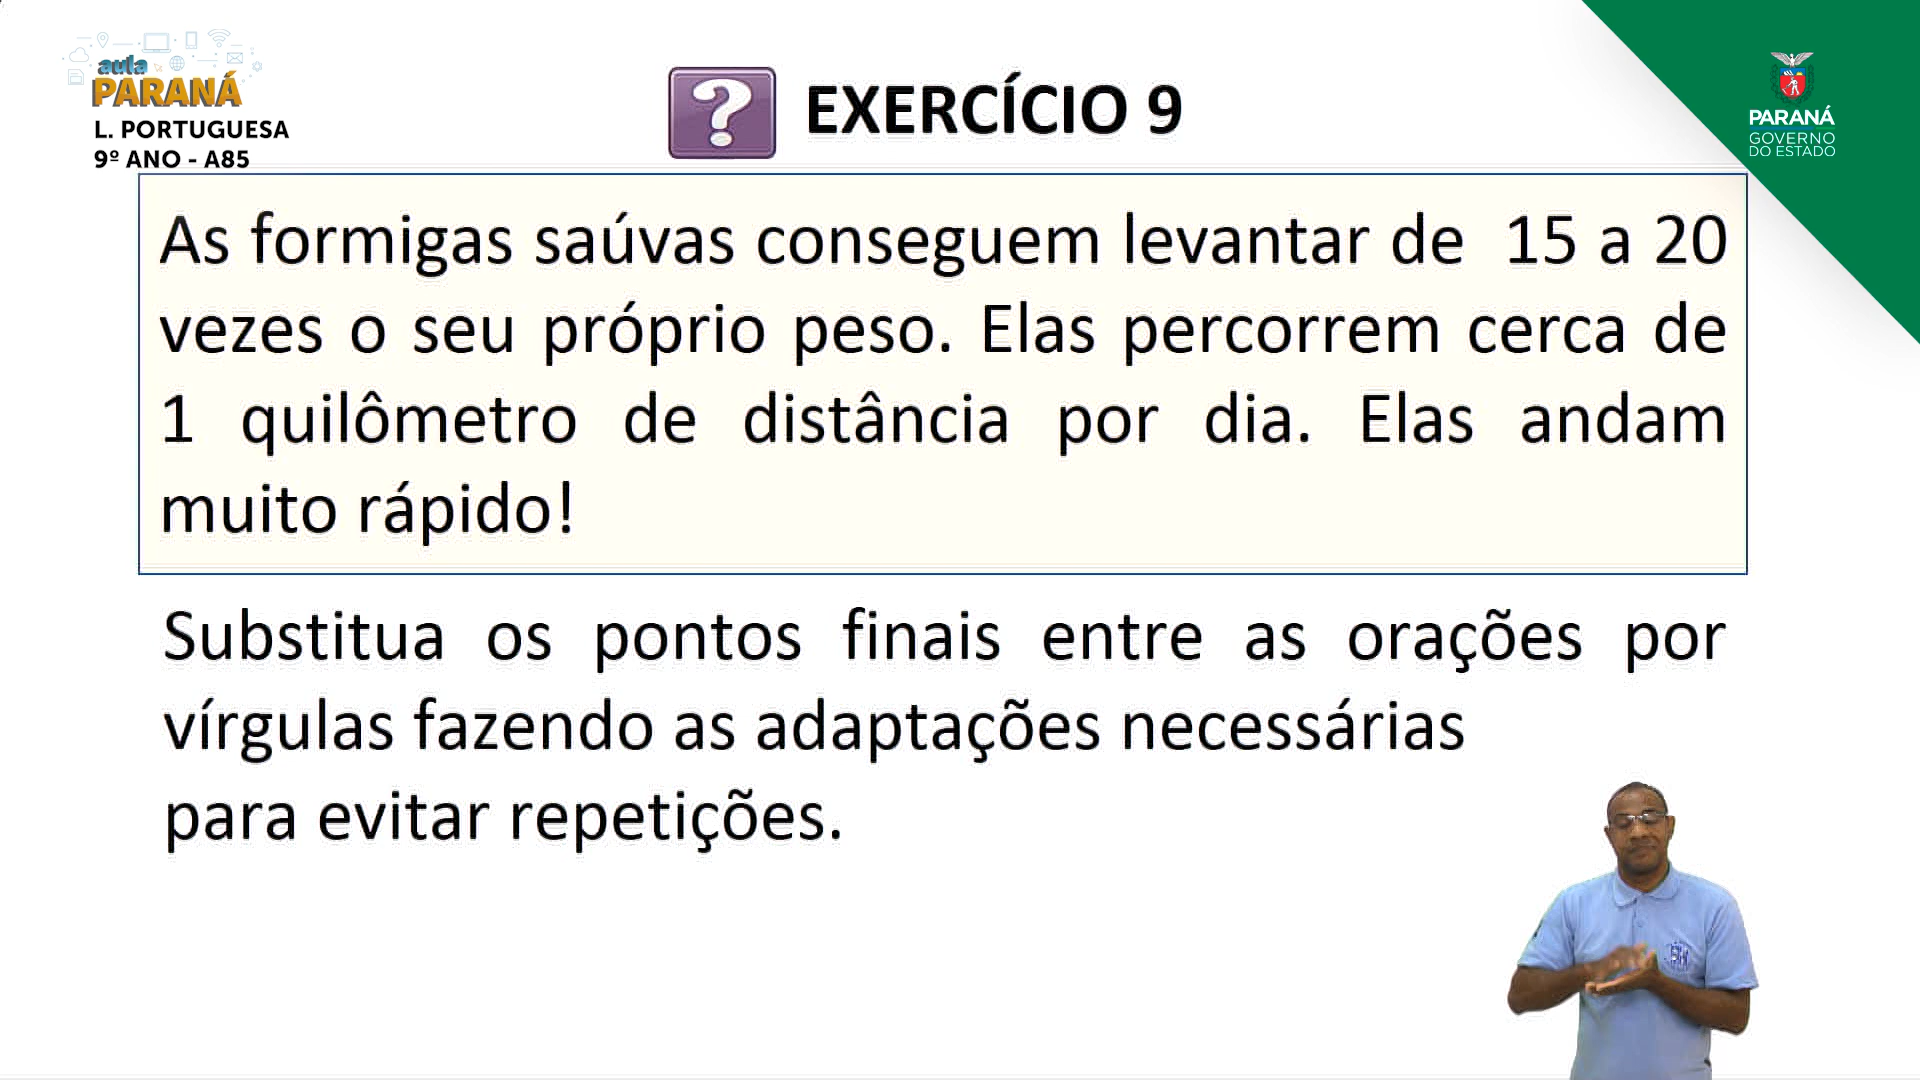 aula
PARANÁ
L. PORTUGUESA
9º ANO - A85
EXERCÍCIO 9
PARANÁ
GOVERNO
DO ESTADO
As formigas saúvas conseguem levantar de 15 a 20
vezes o seu próprio peso. Elas percorrem cerca de
1 quilômetro de distância por dia. Elas andam
muito rápido!
Substitua os pontos finais entre as orações por
vírgulas fazendo as adaptações necessárias
para evitar repetições.